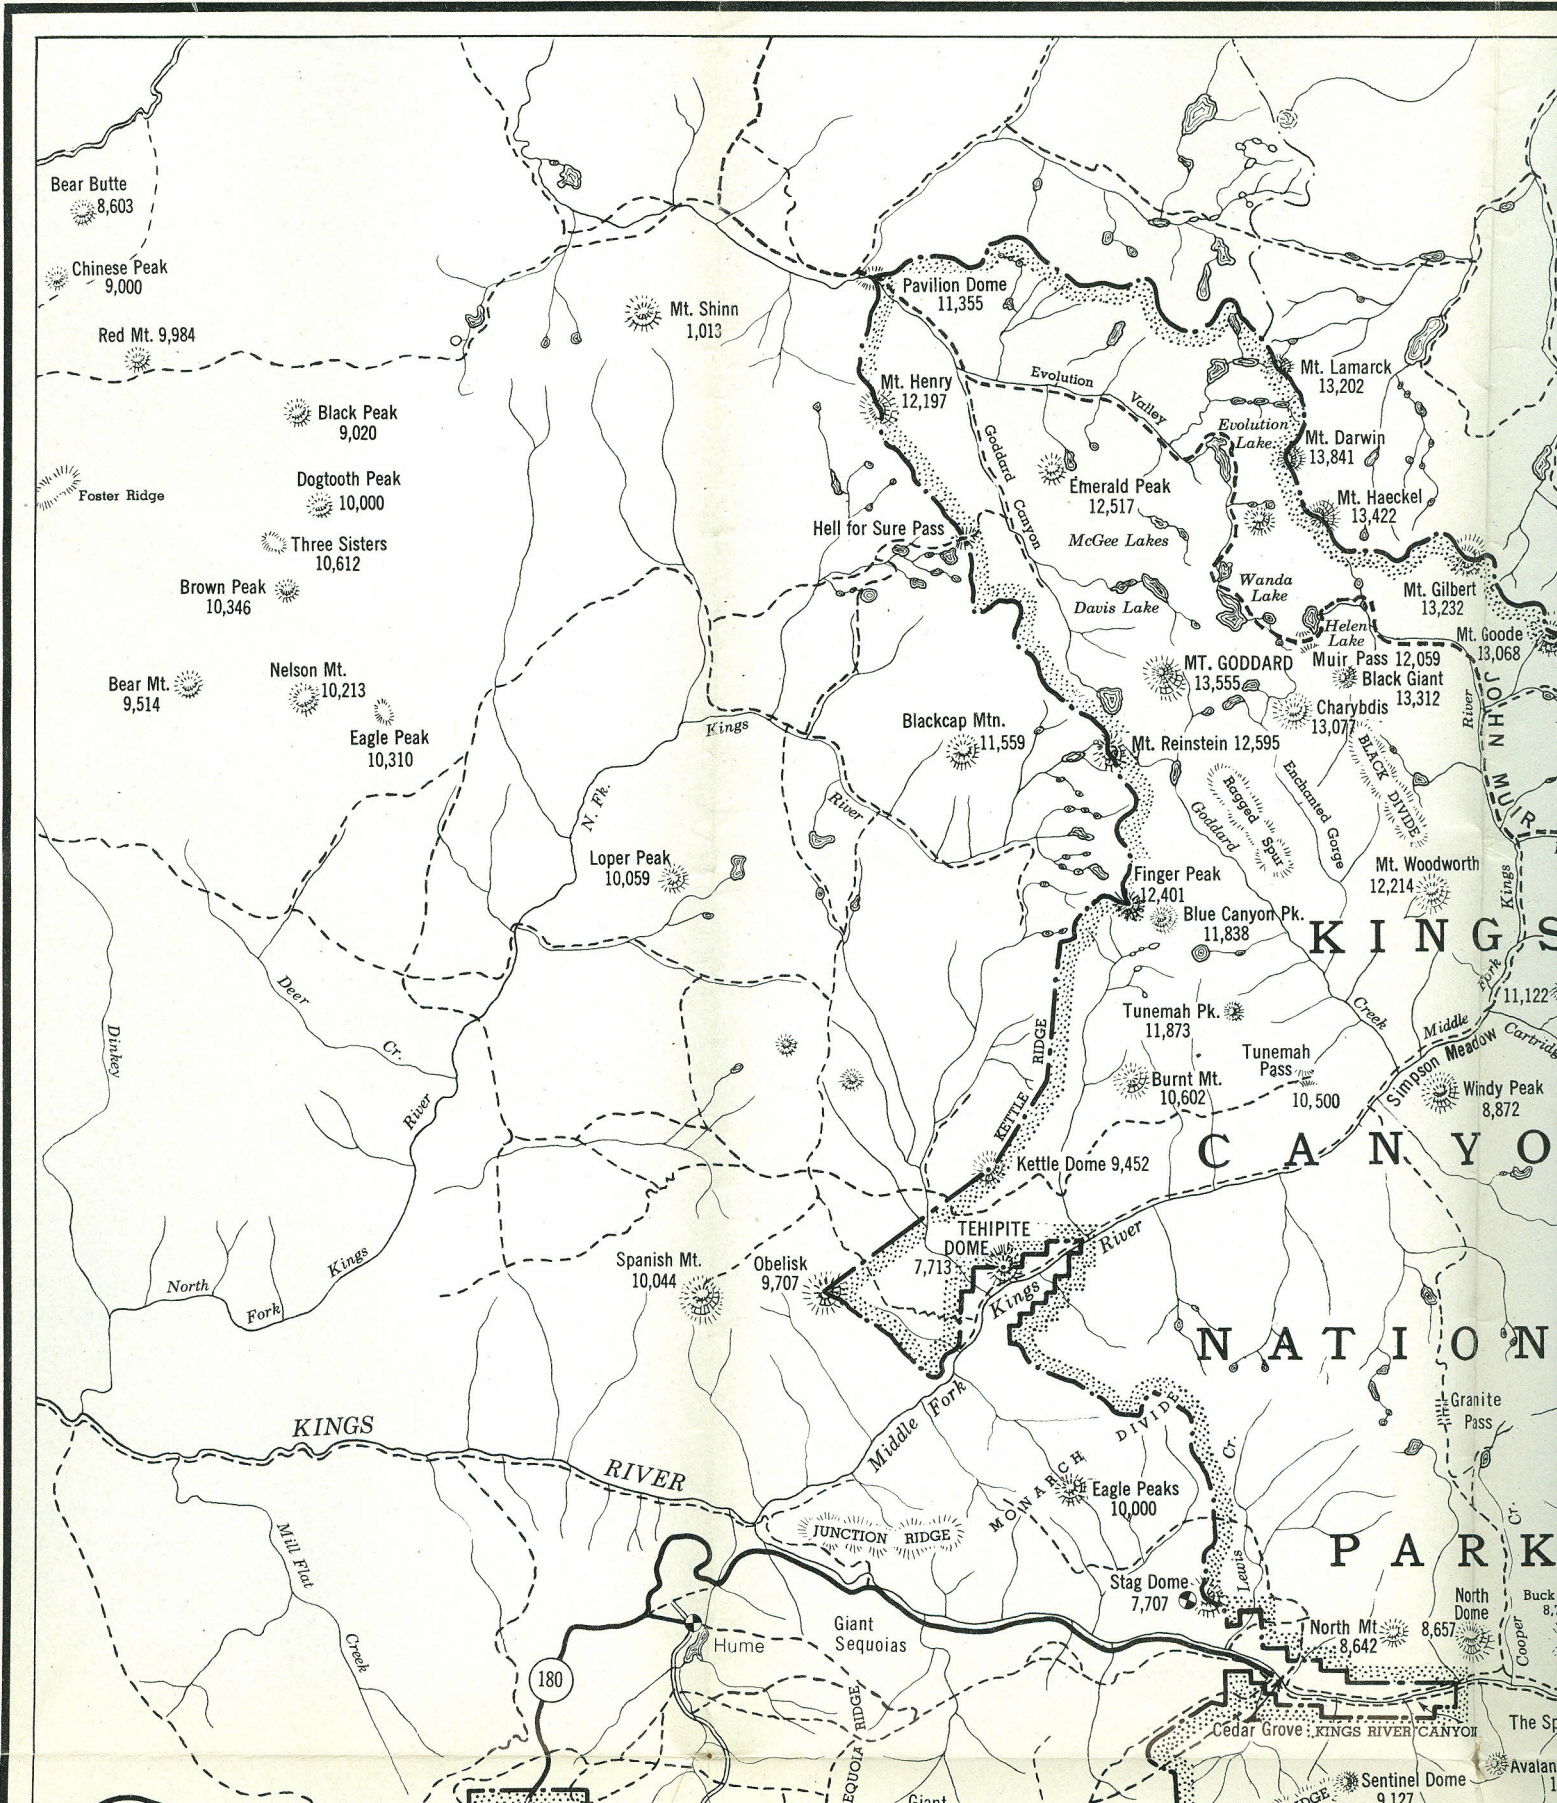 Bear Butte
8,603
Chinese Peak
9,000
Red Mt. 9,984
Mt. Shinn
1,013
Pavilion Dome
11,355
Mt. Lamarck
13,202
Mt. Henry
12,197
Evolution
Valley
Black Peak
9,020
Evolution
Lake
Mt. Darwin
13,841
Goddard
Canyon
Foster Ridge
Dogtooth Peak
10,000
Emerald Peak
12,517
Mt. Haeckel
13,422
Hell for Sure Pass
McGee Lakes
Three Sisters
10,612
Brown Peak
10,346
Wanda
Lake
Davis Lake
Mt. Gilbert
13,232
Helen
Lake
Mt. Goode
13,068
Bear Mt.
9,514
Nelson Mt.
10,213
MT. GODDARD
13,555
Muir Pass 12,059
Black Giant
13,312
Charybdis
13,077
River
JOHN MUIR
Eagle Peak
10,310
Kings
Blackcap Mtn.
11,559
Mt. Reinstein 12,595
BLACK DIVIDE
Ragged
Spur
Enchanted Gorge
Goddard
N. Fk.
River
Loper Peak
10,059
Mt. Woodworth
12,214
Kings
Finger Peak
12,401
Blue Canyon Pk.
11,838
KINGS
Fork
11,122
Deer
Cr.
Dinkey
Tunemah Pk.
11,873
Creek
Middle
Cartridg
RIDGE
Tunemah
Pass
10,500
Simpson Meadow
Burnt Mt.
10,602
Windy Peak
8,872
River
KETTLE
CANYO
Kettle Dome 9,452
TEHIPITE
DOME
7,713
River
Kings
North
Fork
Kings
Spanish Mt.
10,044
Obelisk
9,707
NATION
Granite
Pass
KINGS
RIVER
Middle Fork
MONARCH DIVIDE
Cr.
Eagle Peaks
10,000
JUNCTION RIDGE
PARK
Cr.
Mill Flat
Creek
Stag Dome
7,707
Lewis
North
Dome
8,657
Buck
8,7
Giant
Sequoias
Hume
North Mt
8,642
Cooper
180
Cedar Grove
KINGS RIVER CANYON
The Sp
EQUOIA RIDGE
Avalan
1
Sentinel Dome
9,127
DGE
Giant